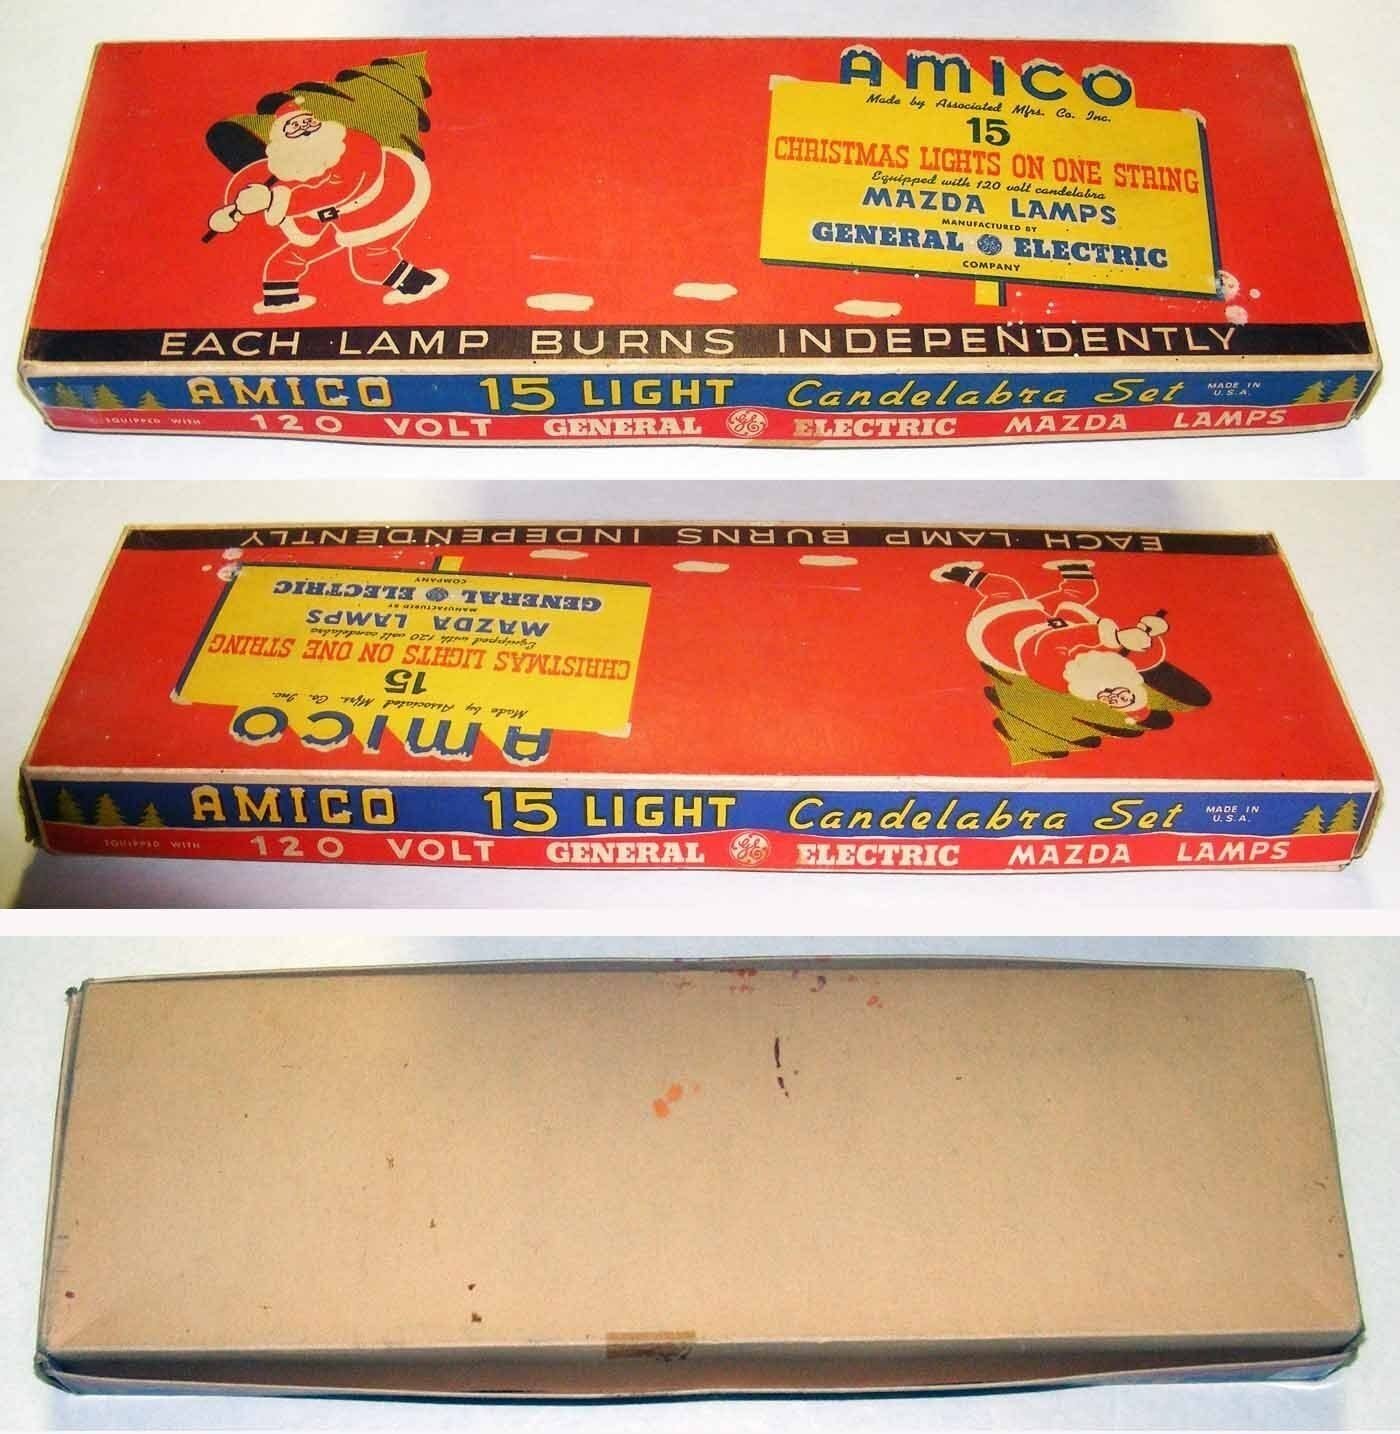 AMICO
Made by Associated Mfrs. Co. Inc.
15
CHRISTMAS LIGHTS ON ONE STRING
Equipped with 120 volt candelabra
MAZDA LAMPS
MANUFACTURED BY
GENERAL GE ELECTRIC
COMPANY
EACH LAMP BURNS INDEPENDENTLY
AMICO 15 LIGHT Candelabra Set MADE IN
U.S.A.
EQUIPPED WITH 120 VOLT GENERAL GE ELECTRIC MAZDA LAMPS
EACH LAMP BURNS INDEPENDENTLY
COMPANY
GENERAL GE ELECTRIC
MANUFACTURED BY
MAZDA LAMPS
Equipped with 120 volt candelabra
CHRISTMAS LIGHTS ON ONE STRING
15
Made by Associated Mfrs. Co. Inc.
AMICO
AMICO 15 LIGHT Candelabra Set MADE IN
U.S.A.
EQUIPPED WITH 120 VOLT GENERAL GE ELECTRIC MAZDA LAMPS